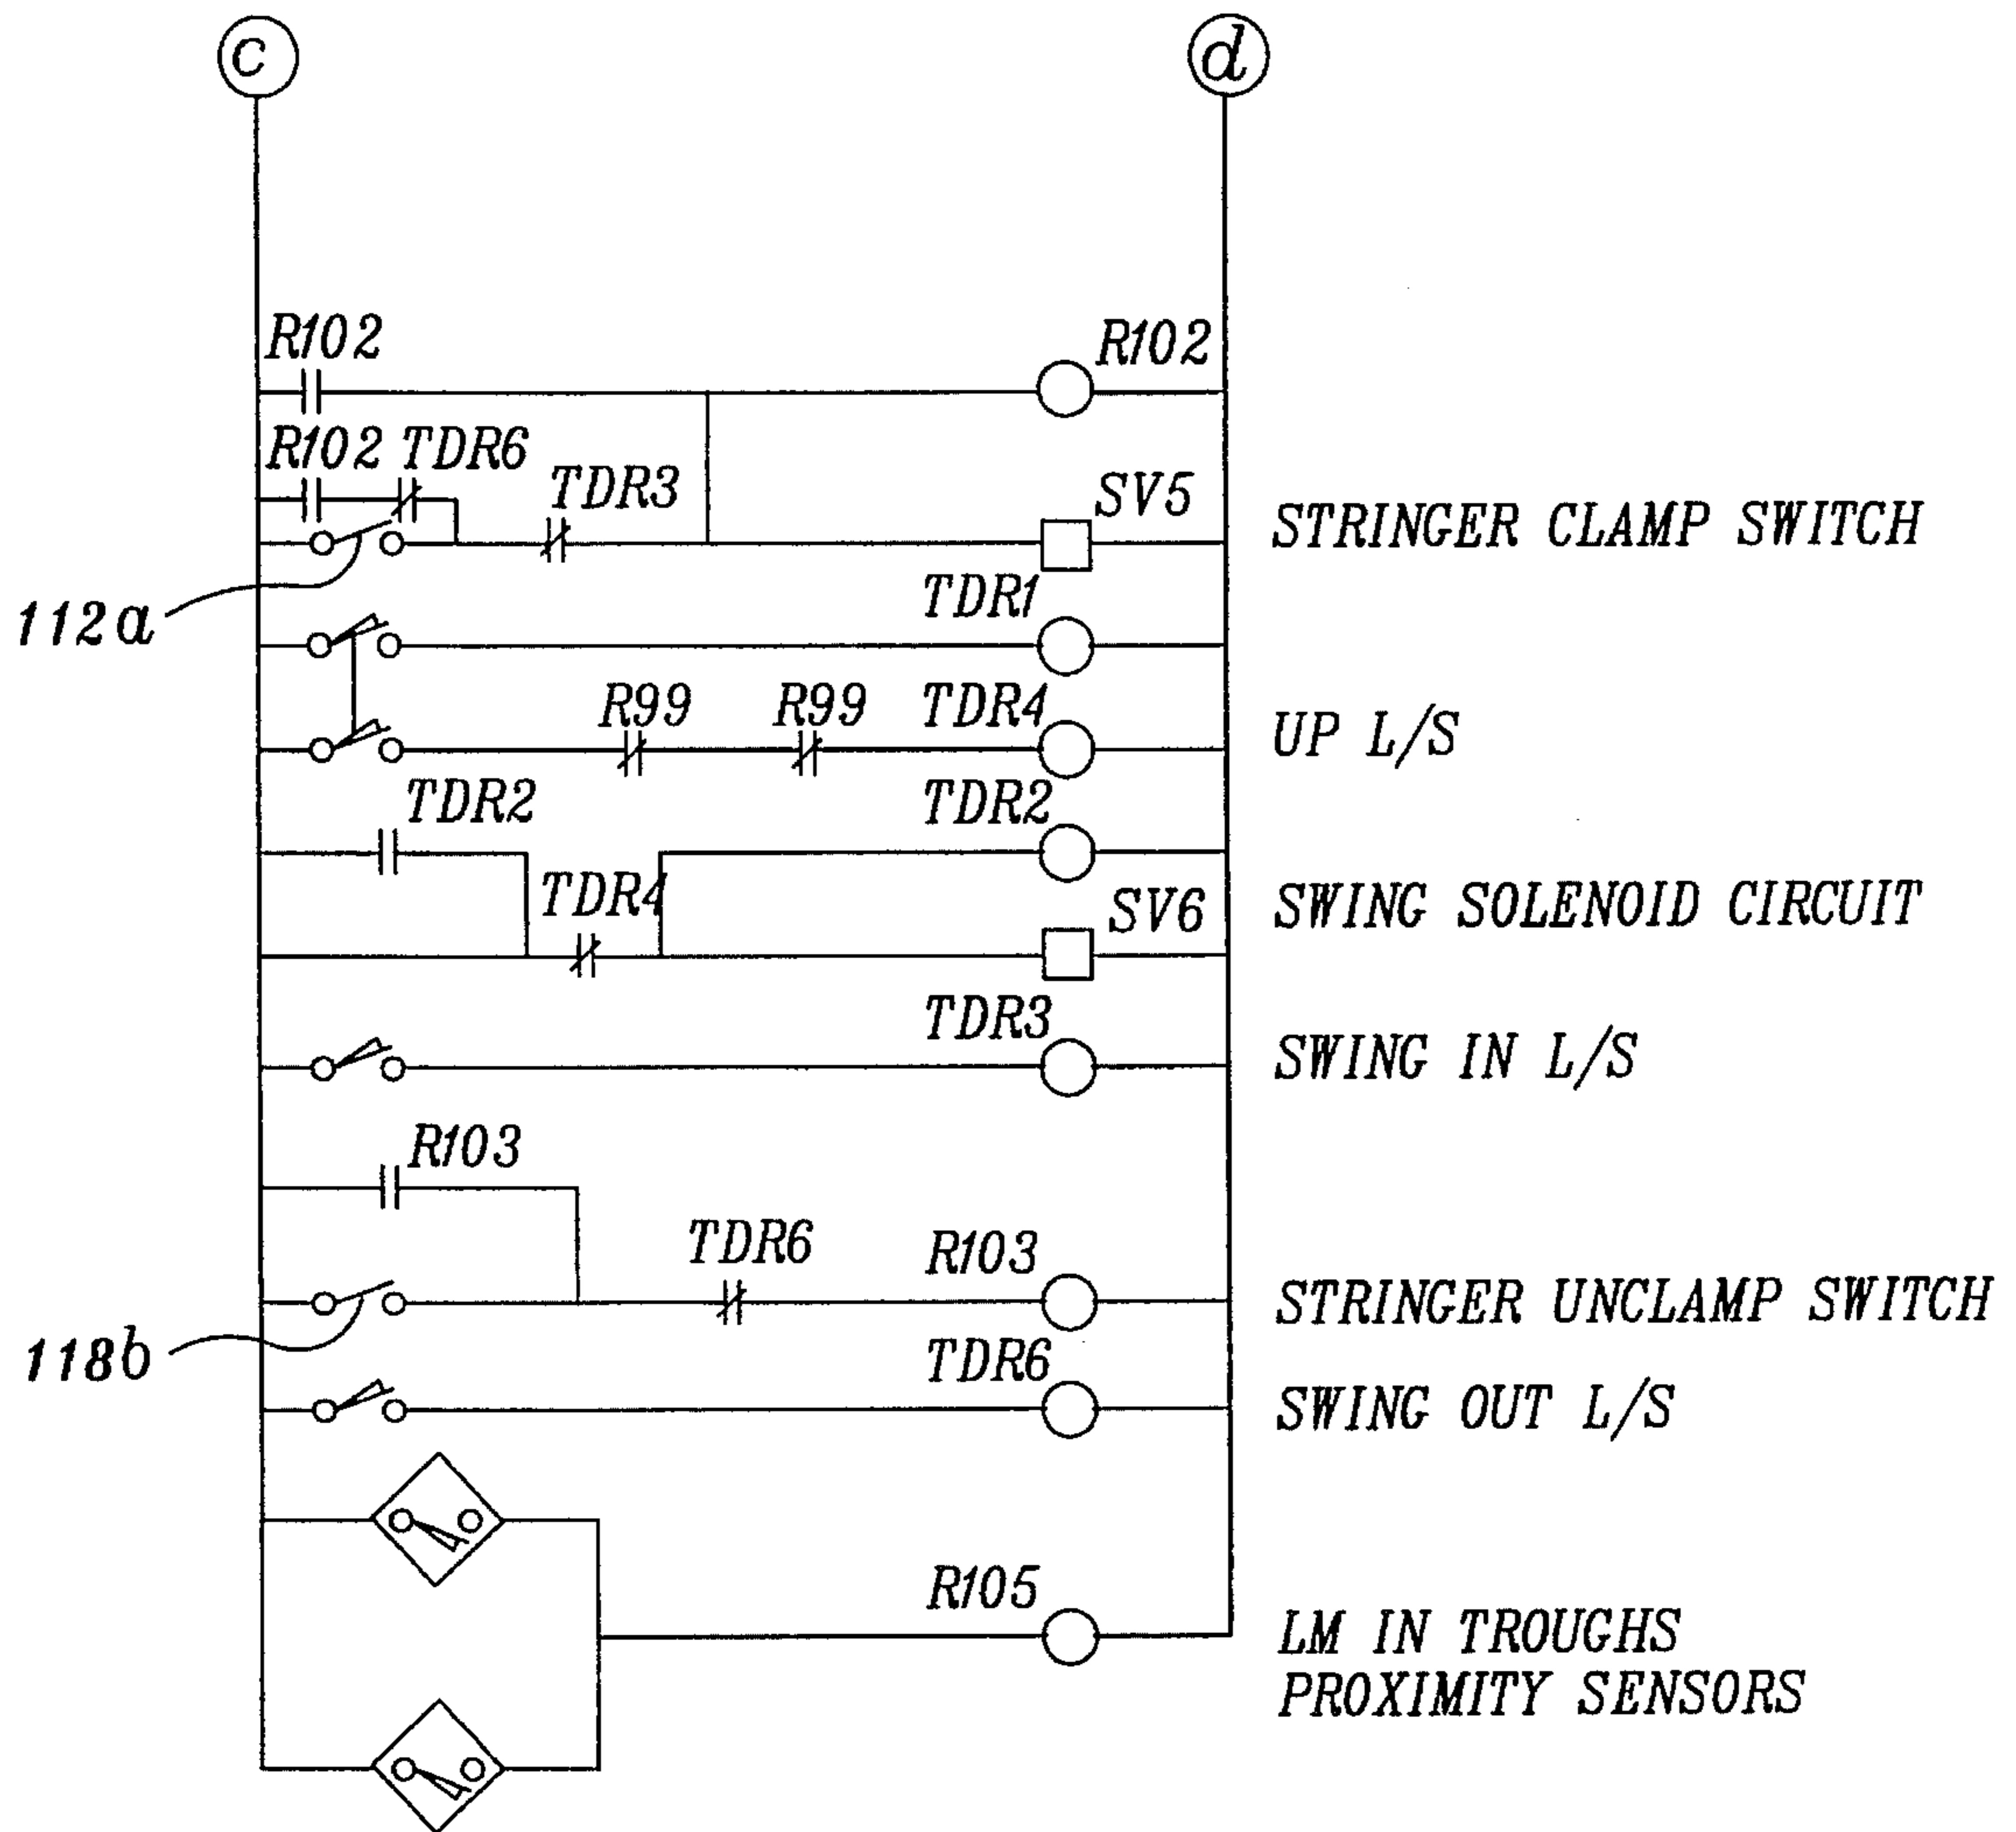 c d
R102 R102
R102 TDR6 TDR3 SV5 STRINGER CLAMP SWITCH
112a TDR1
R99 R99 TDR4 UP L/S
TDR2 TDR2
TDR4 SV6 SWING SOLENOID CIRCUIT
TDR3 SWING IN L/S
R103
TDR6 R103 STRINGER UNCLAMP SWITCH
118b TDR6 SWING OUT L/S
R105 LM IN TROUGHS
PROXIMITY SENSORS